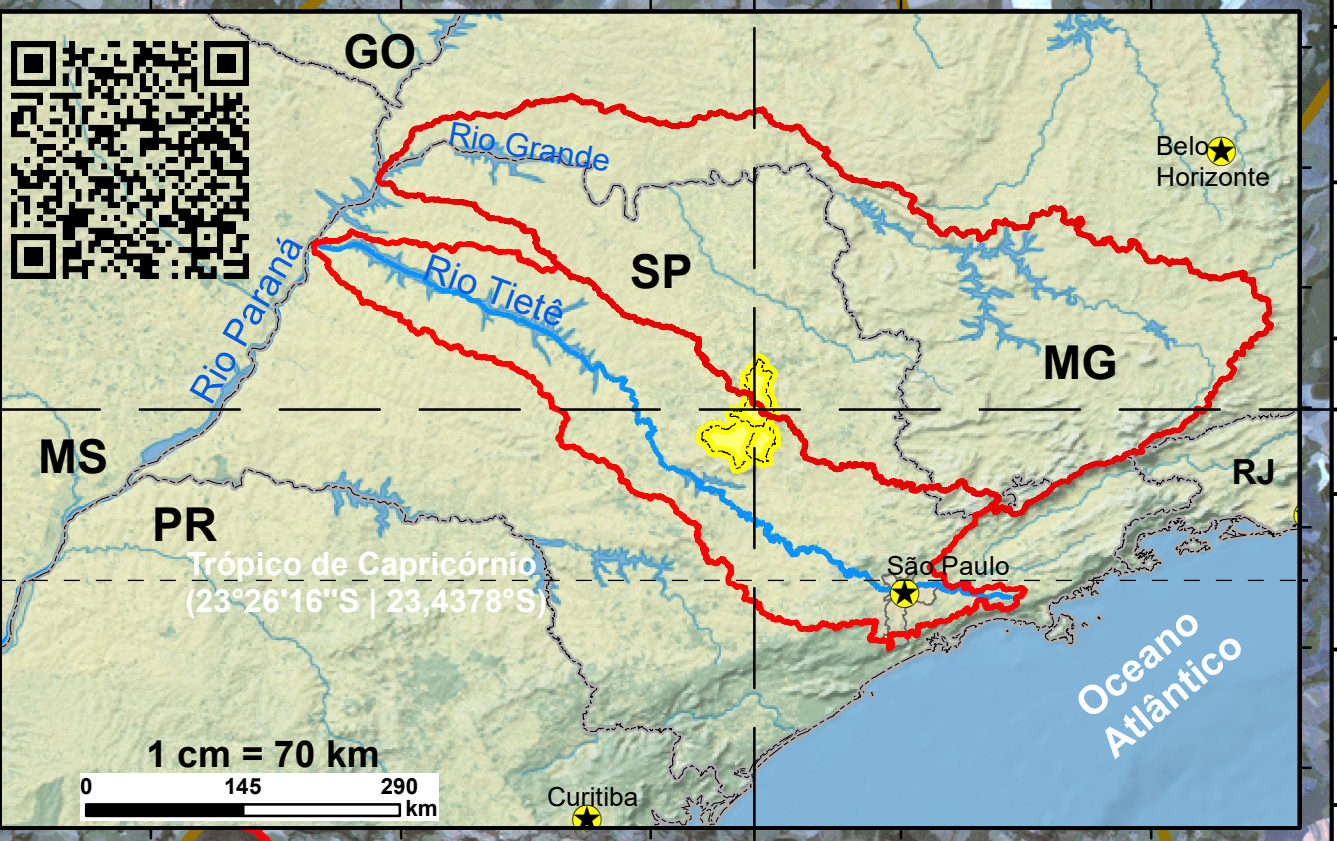 GO
Rio Grande
Belo
Horizonte
Rio Paraná
Rio Tietê
SP
MG
MS
RJ
PR
Trópico de Capricórnio
(23°26'16"S | 23,4378°S)
São Paulo
Oceano
Atlântico
1 cm = 70 km
0 145 290
km
Curitiba